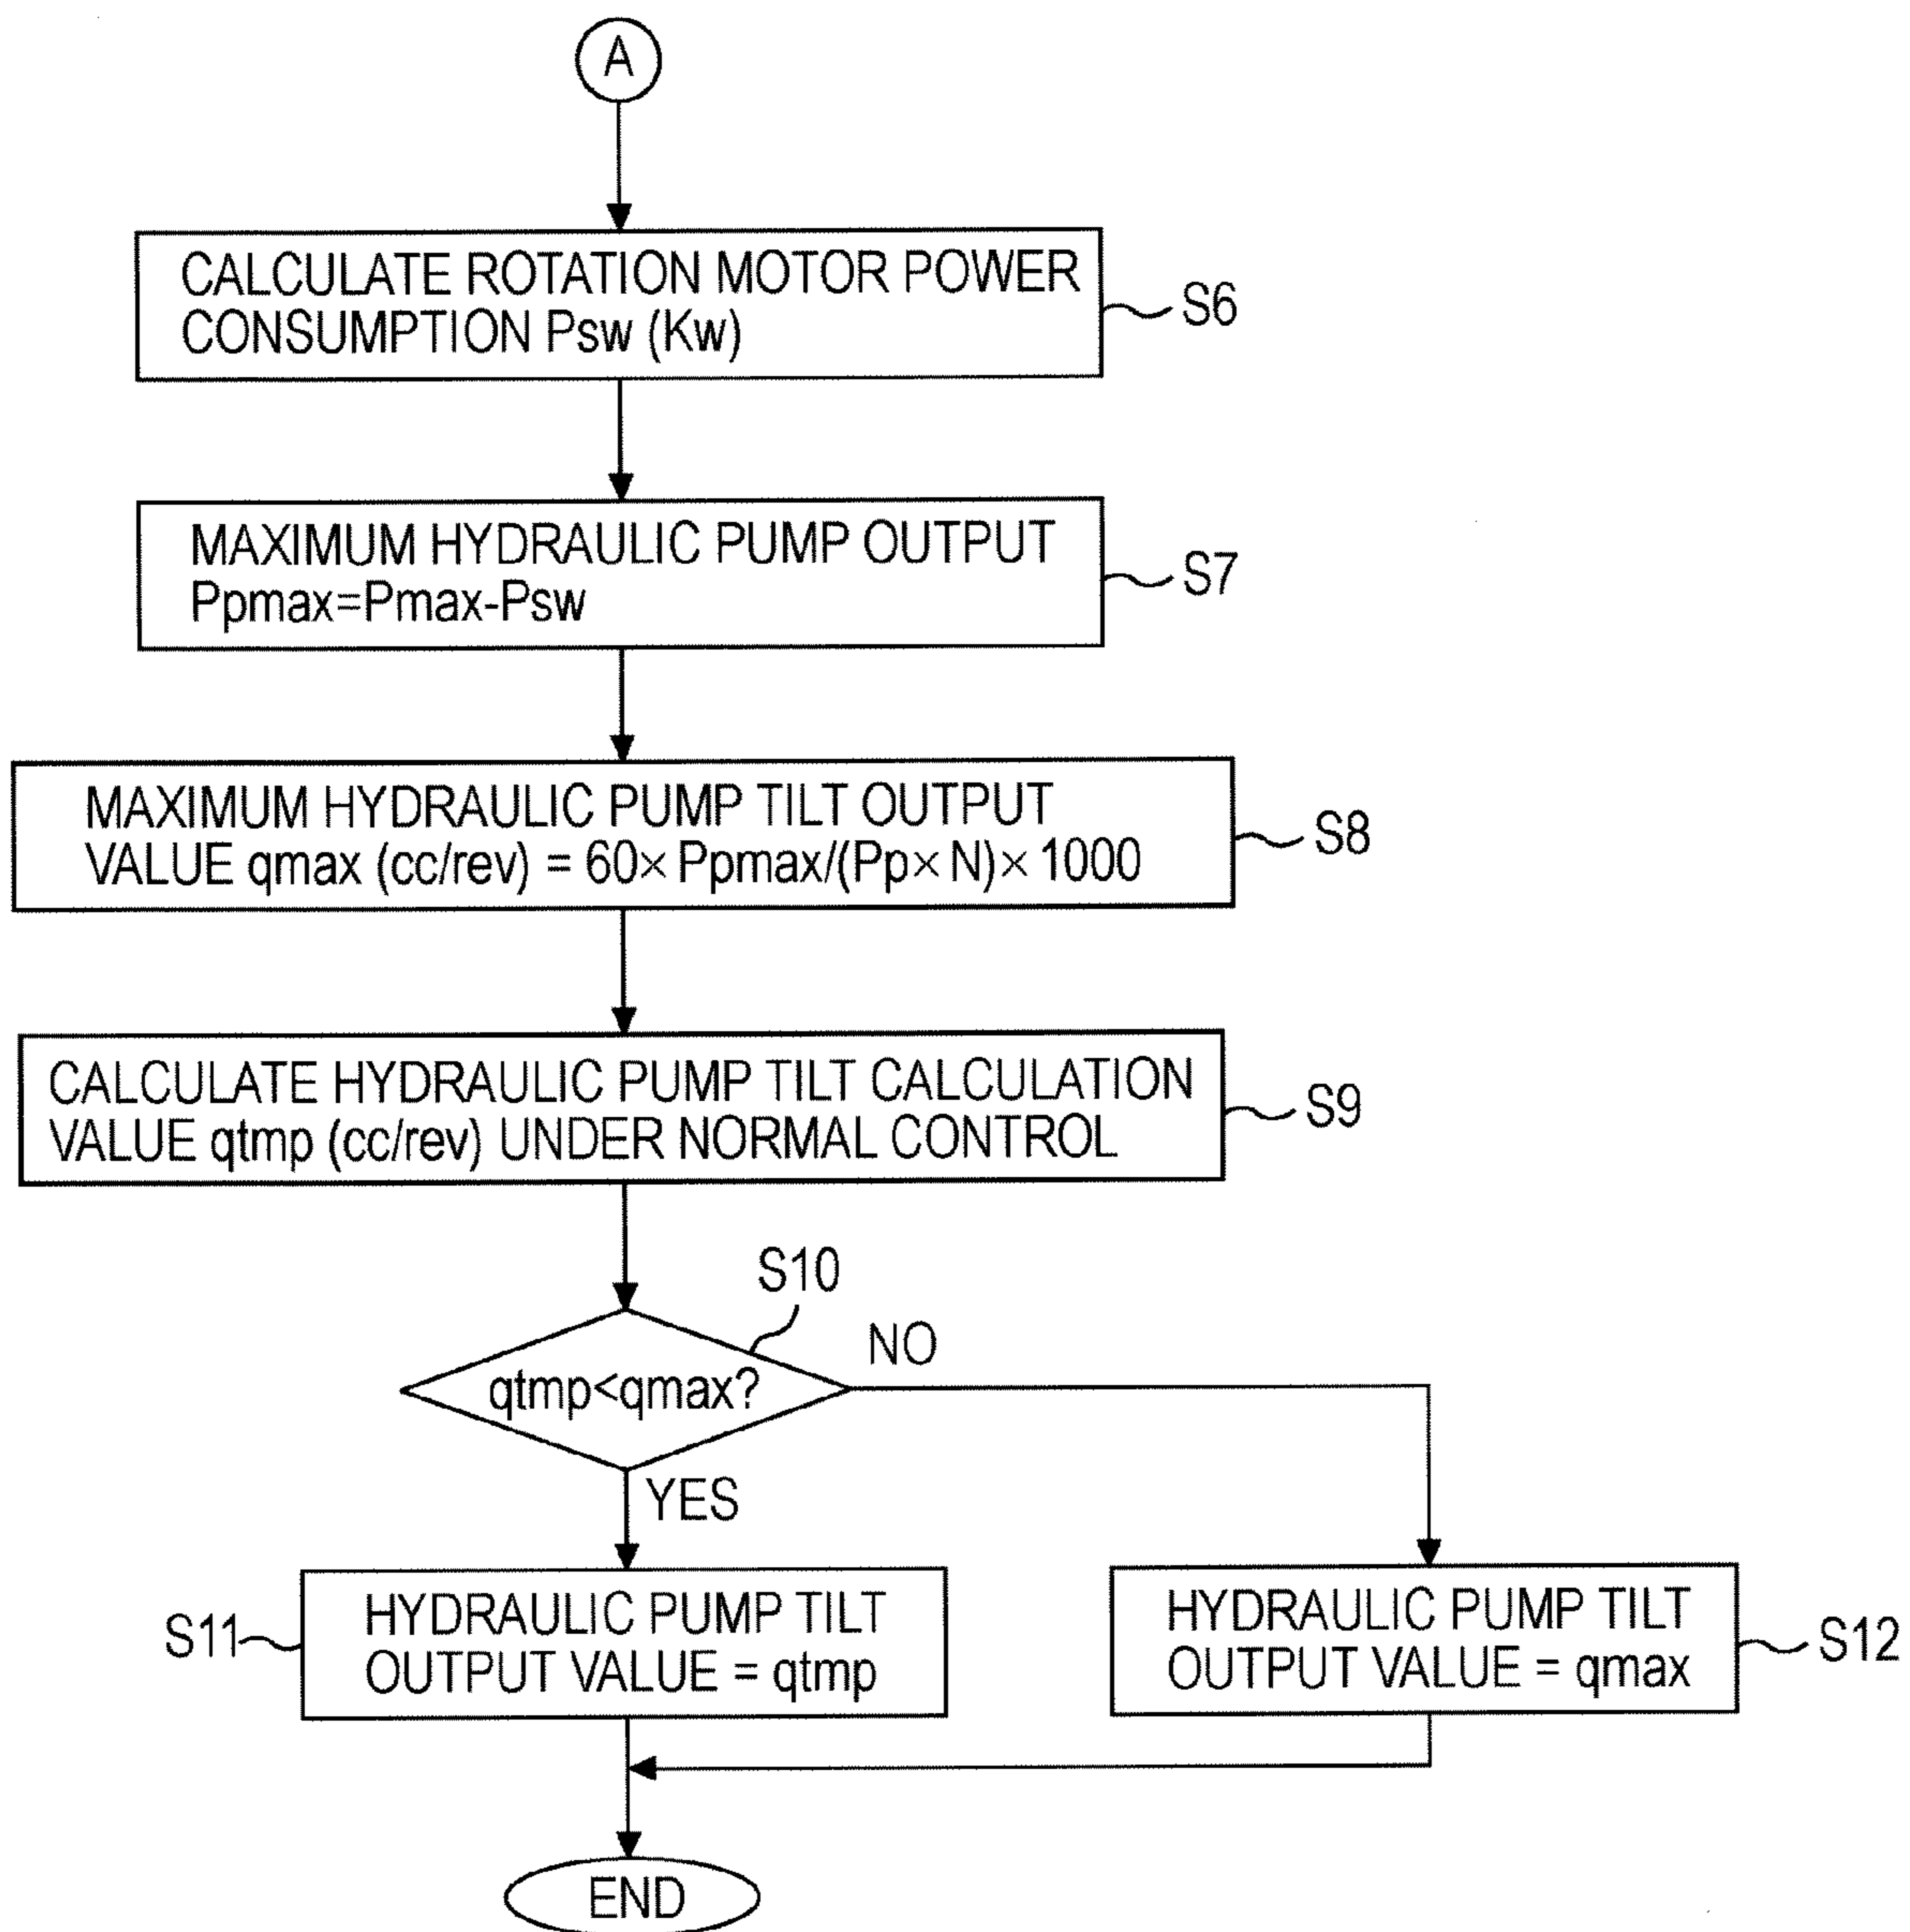 A
CALCULATE ROTATION MOTOR POWER
CONSUMPTION Psw (Kw)
S6
MAXIMUM HYDRAULIC PUMP OUTPUT
Ppmax=Pmax-Psw
S7
MAXIMUM HYDRAULIC PUMP TILT OUTPUT
VALUE qmax (cc/rev) = 60× Ppmax/(Pp× N)× 1000
S8
CALCULATE HYDRAULIC PUMP TILT CALCULATION
VALUE qtmp (cc/rev) UNDER NORMAL CONTROL
S9
S10
qtmp<qmax?
NO
YES
S11
HYDRAULIC PUMP TILT
OUTPUT VALUE = qtmp
HYDRAULIC PUMP TILT
OUTPUT VALUE = qmax
S12
END